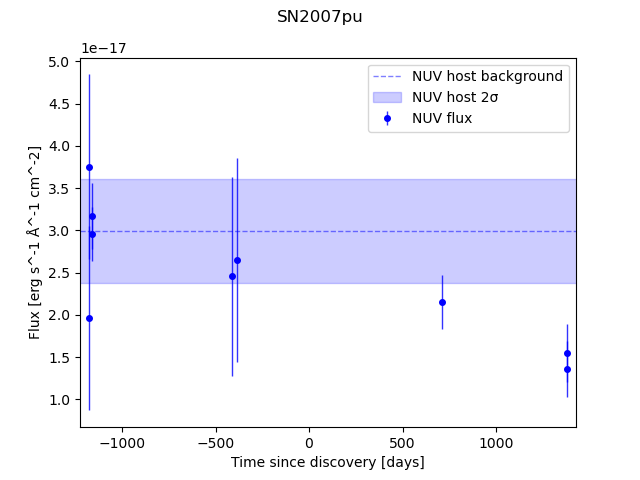 SN2007pu
1e−17
5.0
4.5
4.0
3.5
3.0
2.5
2.0
1.5
1.0
Flux [erg s^-1 Å^-1 cm^-2]
NUV host background
NUV host 2σ
NUV flux
−1000
−500
0
500
1000
Time since discovery [days]